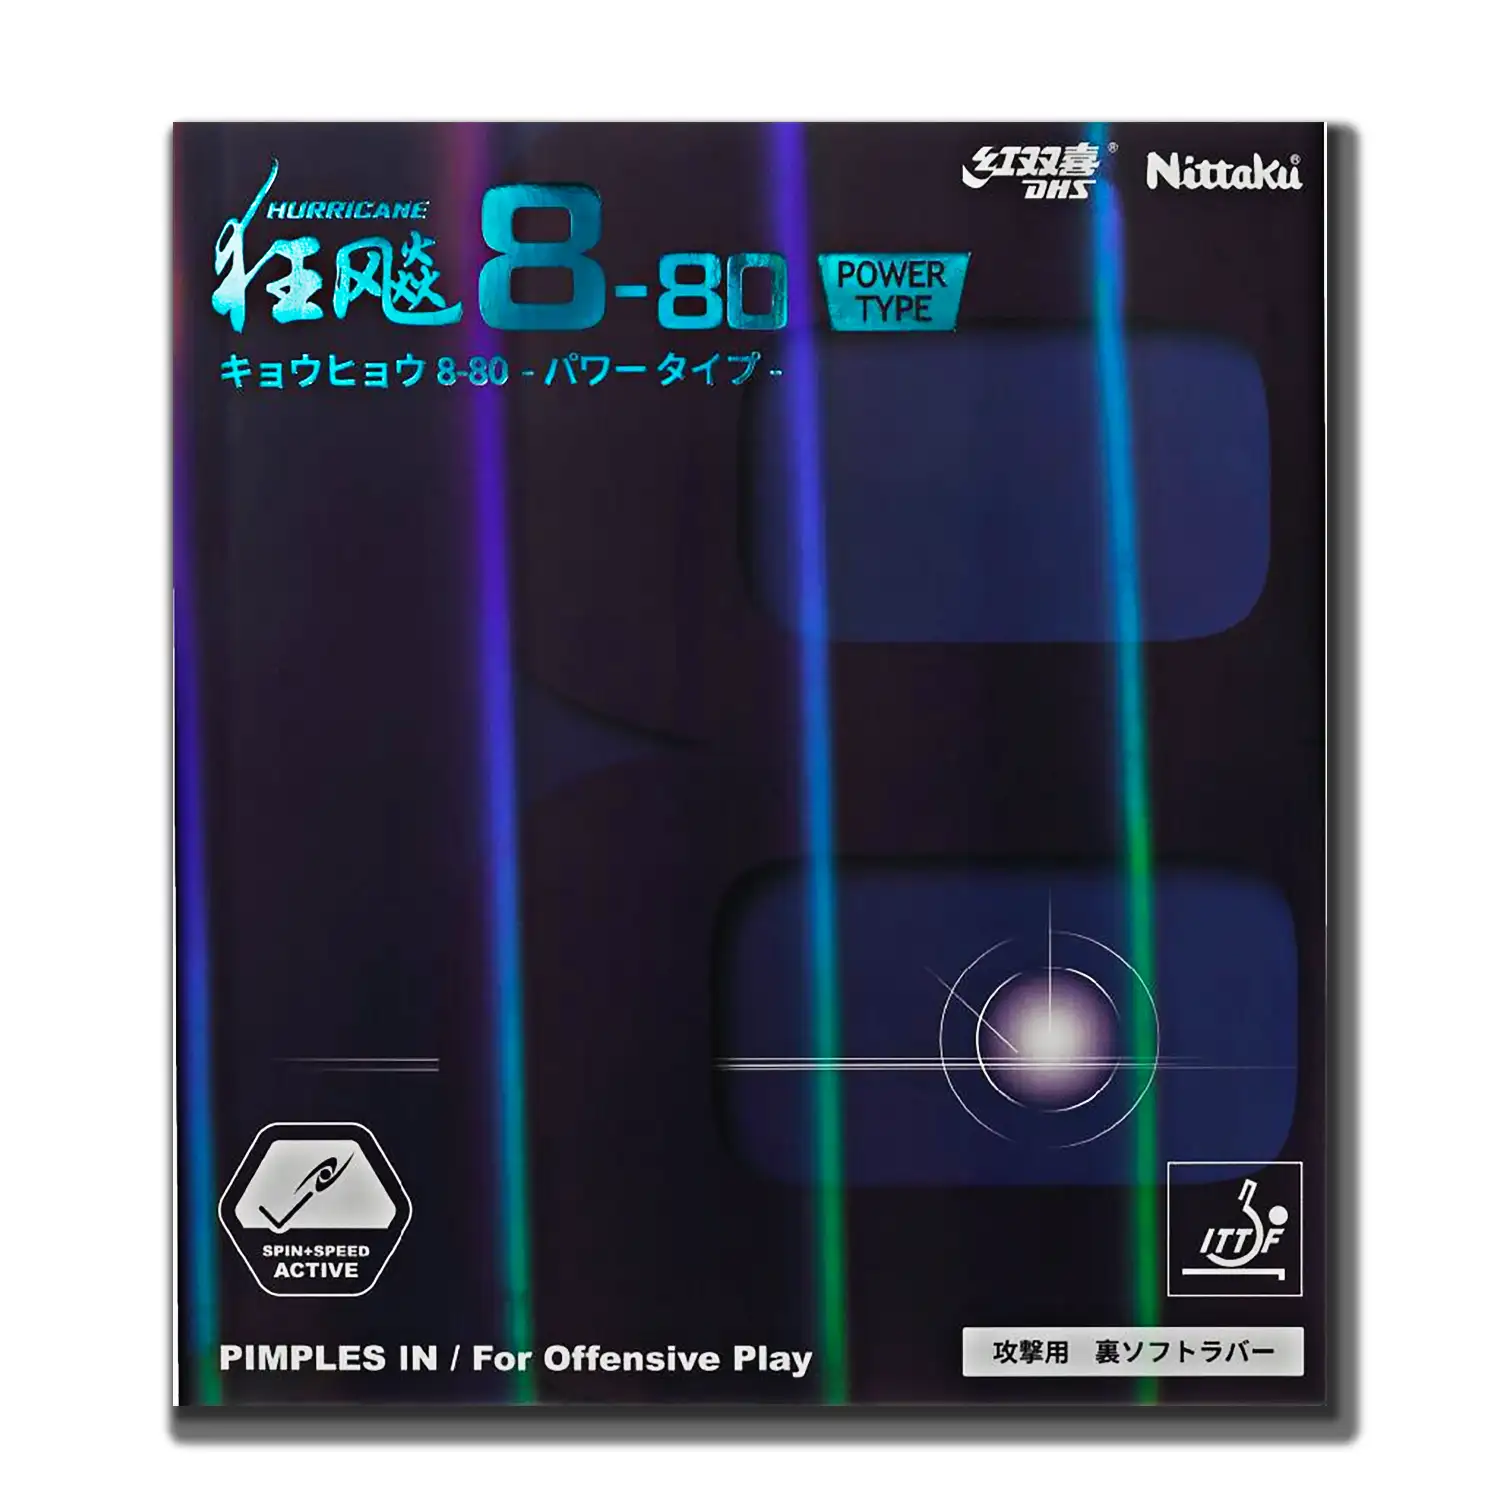 红双喜®
DHS
Nittaku®
HURRICANE
狂飚 8-80
POWER
TYPE
キョウヒョウ 8-80 - パワータイプ -
SPIN+SPEED
ACTIVE
ITTF
PIMPLES IN / For Offensive Play
攻撃用 裏ソフトラバー